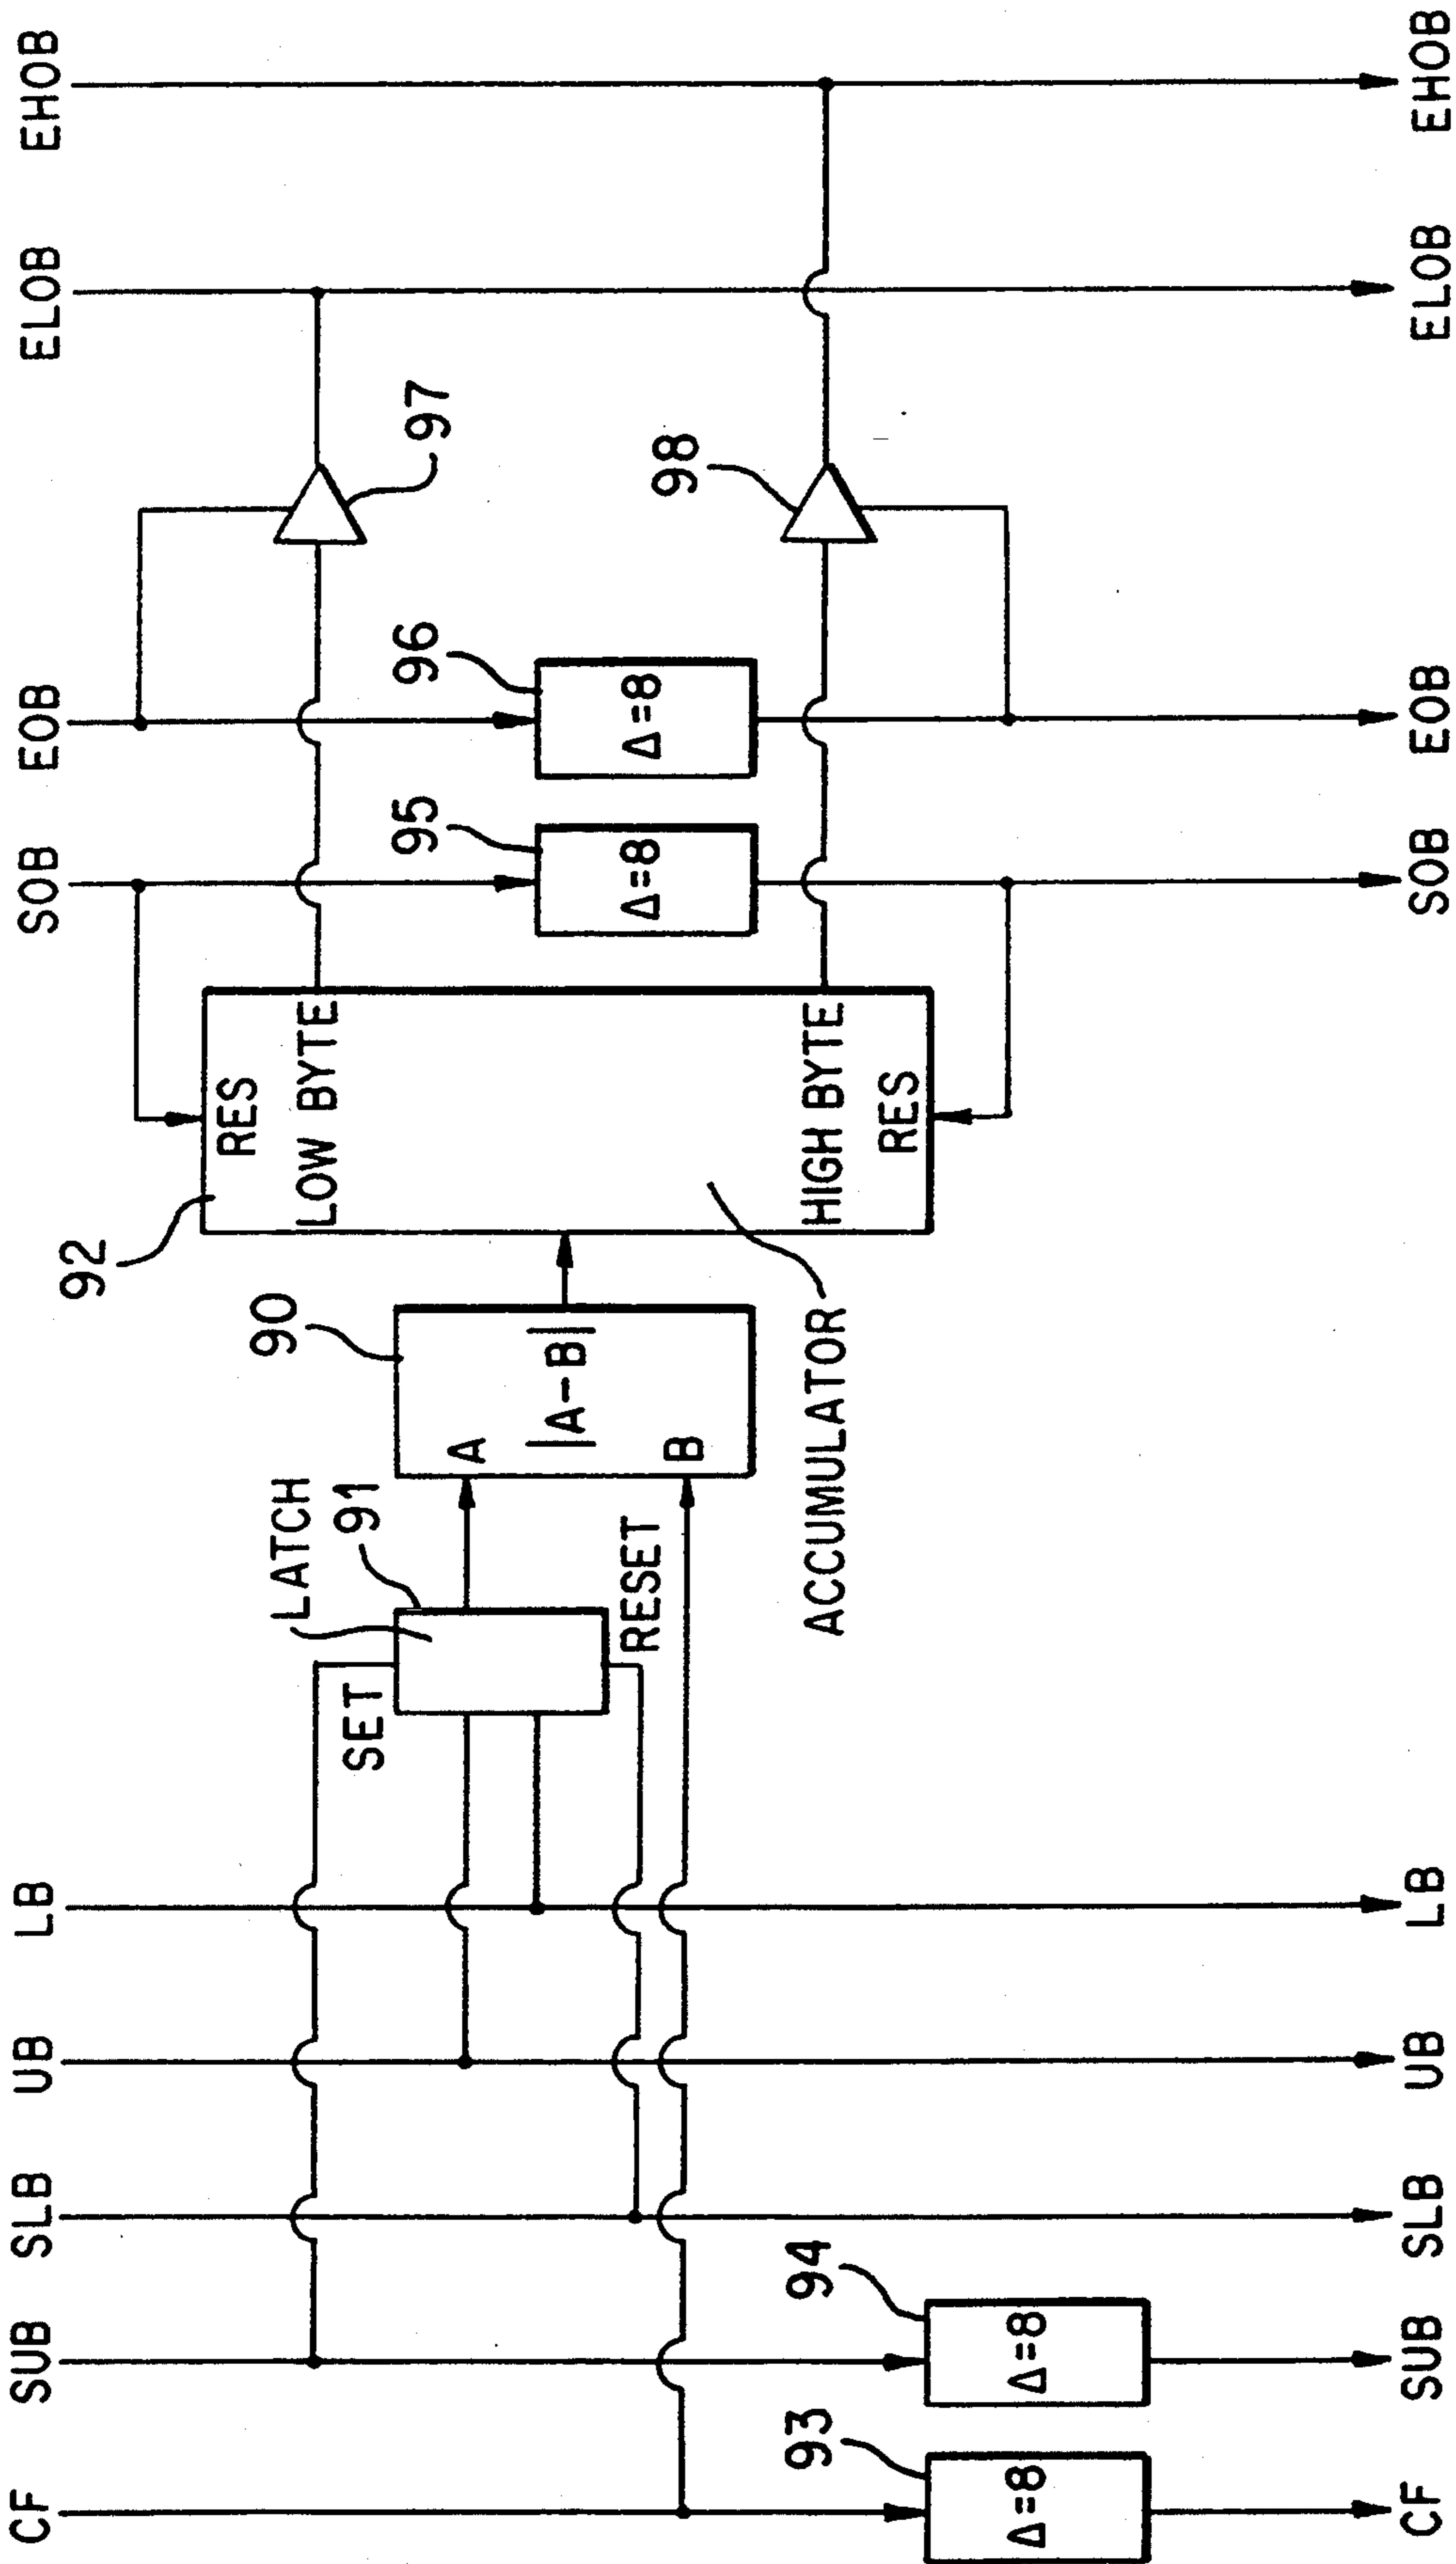 CF
SUB
SLB
UB
LB
SOB
EOB
ELOB
EHOB
SET
LATCH
91
RESET
90
A
|A-B|
B
92
RES
LOW BYTE
HIGH BYTE
RES
ACCUMULATOR
95
Δ=8
96
Δ=8
97
98
93
Δ=8
94
Δ=8
CF
SUB
SLB
UB
LB
SOB
EOB
ELOB
EHOB